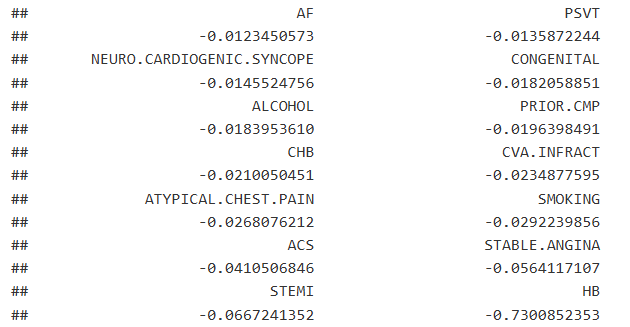 ## AF PSVT
## -0.0123450573 -0.0135872244
## NEURO.CARDIOGENIC.SYNCOPE CONGENITAL
## -0.0145524756 -0.0182058851
## ALCOHOL PRIOR.CMP
## -0.0183953610 -0.0196398491
## CHB CVA.INFRACT
## -0.0210050451 -0.0234877595
## ATYPICAL.CHEST.PAIN SMOKING
## -0.0268076212 -0.0292239856
## ACS STABLE.ANGINA
## -0.0410506846 -0.0564117107
## STEMI HB
## -0.0667241352 -0.7300852353